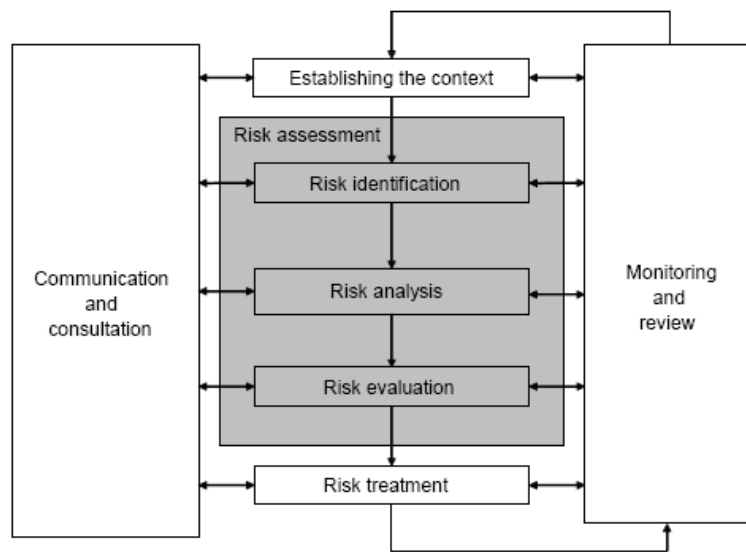 Establishing the context
Risk assessment
Risk identification
Communication
and
consultation
Risk analysis
Monitoring
and
review
Risk evaluation
Risk treatment